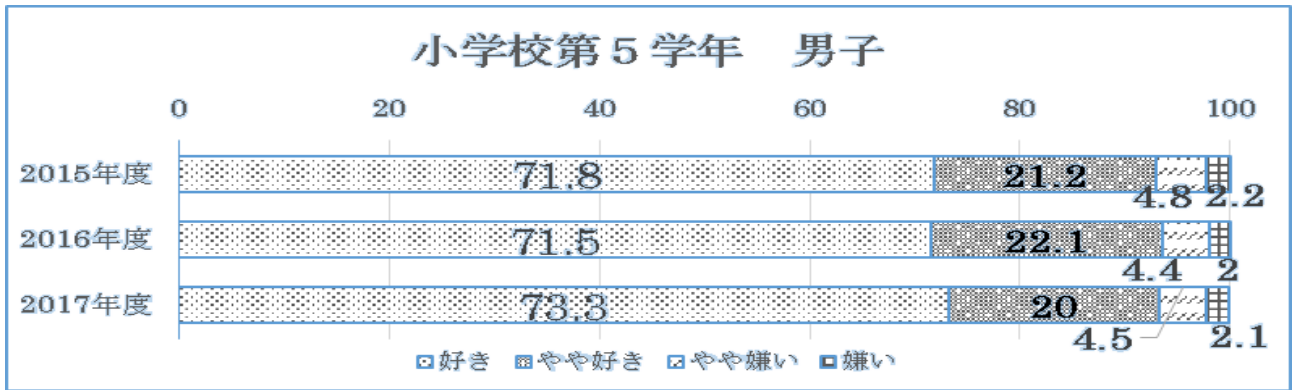 小学校第５学年　男子
0 20 40 60 80 100
2015年度 71.8 21.2 4.8 2.2
2016年度 71.5 22.1 4.4 2
2017年度 73.3 20 4.5 2.1
好き やや好き やや嫌い 嫌い